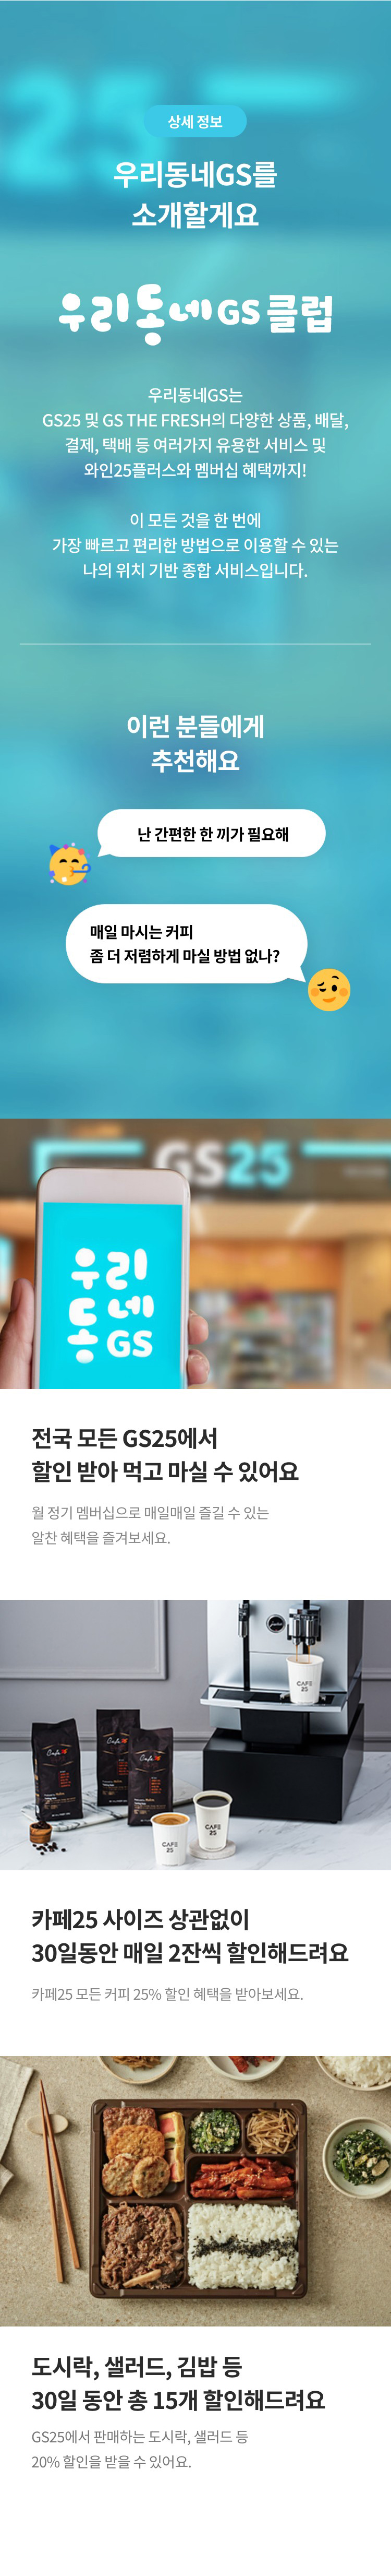 25
상세 정보
우리동네GS를
소개할게요
우리동네GS 클럽
우리동네GS는
GS25 및 GS THE FRESH의 다양한 상품, 배달,
결제, 택배 등 여러가지 유용한 서비스 및
와인25플러스와 멤버십 혜택까지!
이 모든 것을 한 번에
가장 빠르고 편리한 방법으로 이용할 수 있는
나의 위치 기반 종합 서비스입니다.
이런 분들에게
추천해요
난 간편한 한 끼가 필요해
매일 마시는 커피
좀 더 저렴하게 마실 방법 없나?
GS25
우리
동네
GS
전국 모든 GS25에서
할인 받아 먹고 마실 수 있어요
월 정기 멤버십으로 매일매일 즐길 수 있는
알찬 혜택을 즐겨보세요.
jura
CAFE
25
Cafe
Cafe
Cafe
CAFE
25
CAFE
25
카페25 사이즈 상관없이
30일동안 매일 2잔씩 할인해드려요
카페25 모든 커피 25% 할인 혜택을 받아보세요.
도시락, 샐러드, 김밥 등
30일 동안 총 15개 할인해드려요
GS25에서 판매하는 도시락, 샐러드 등
20% 할인을 받을 수 있어요.